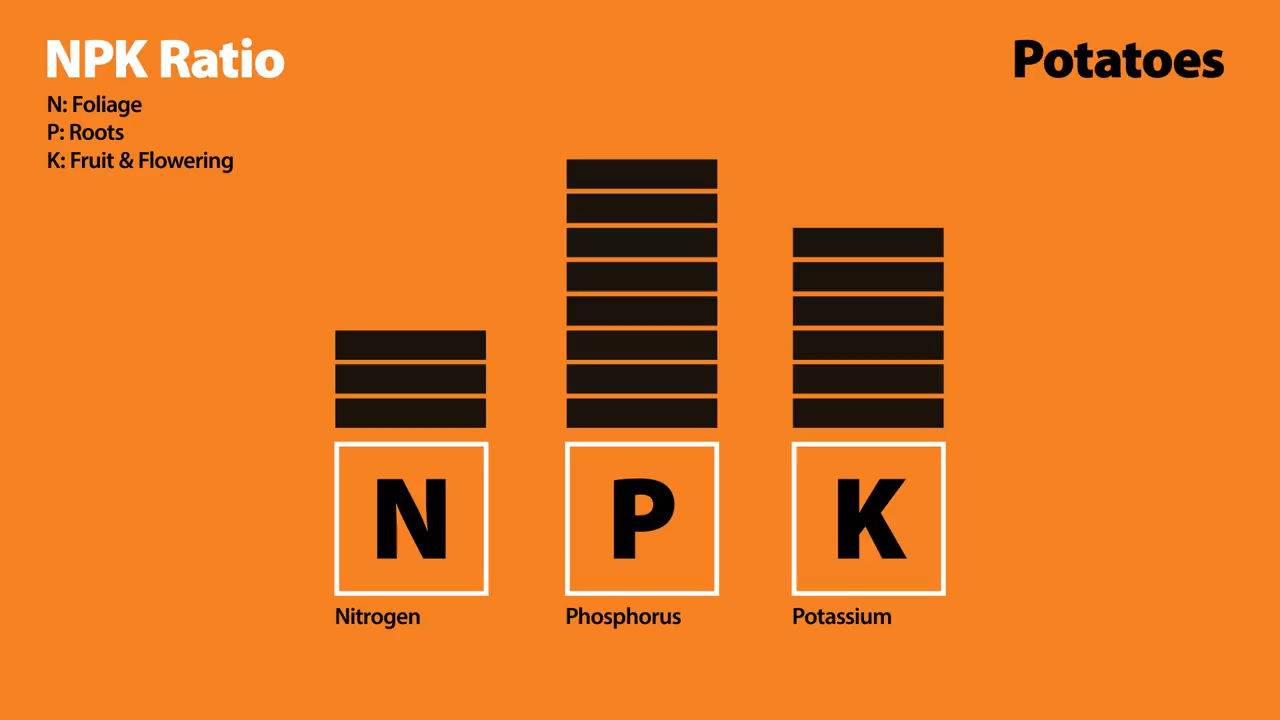 NPK Ratio
Potatoes
N: Foliage
P: Roots
K: Fruit & Flowering
N
P
K
Nitrogen
Phosphorus
Potassium